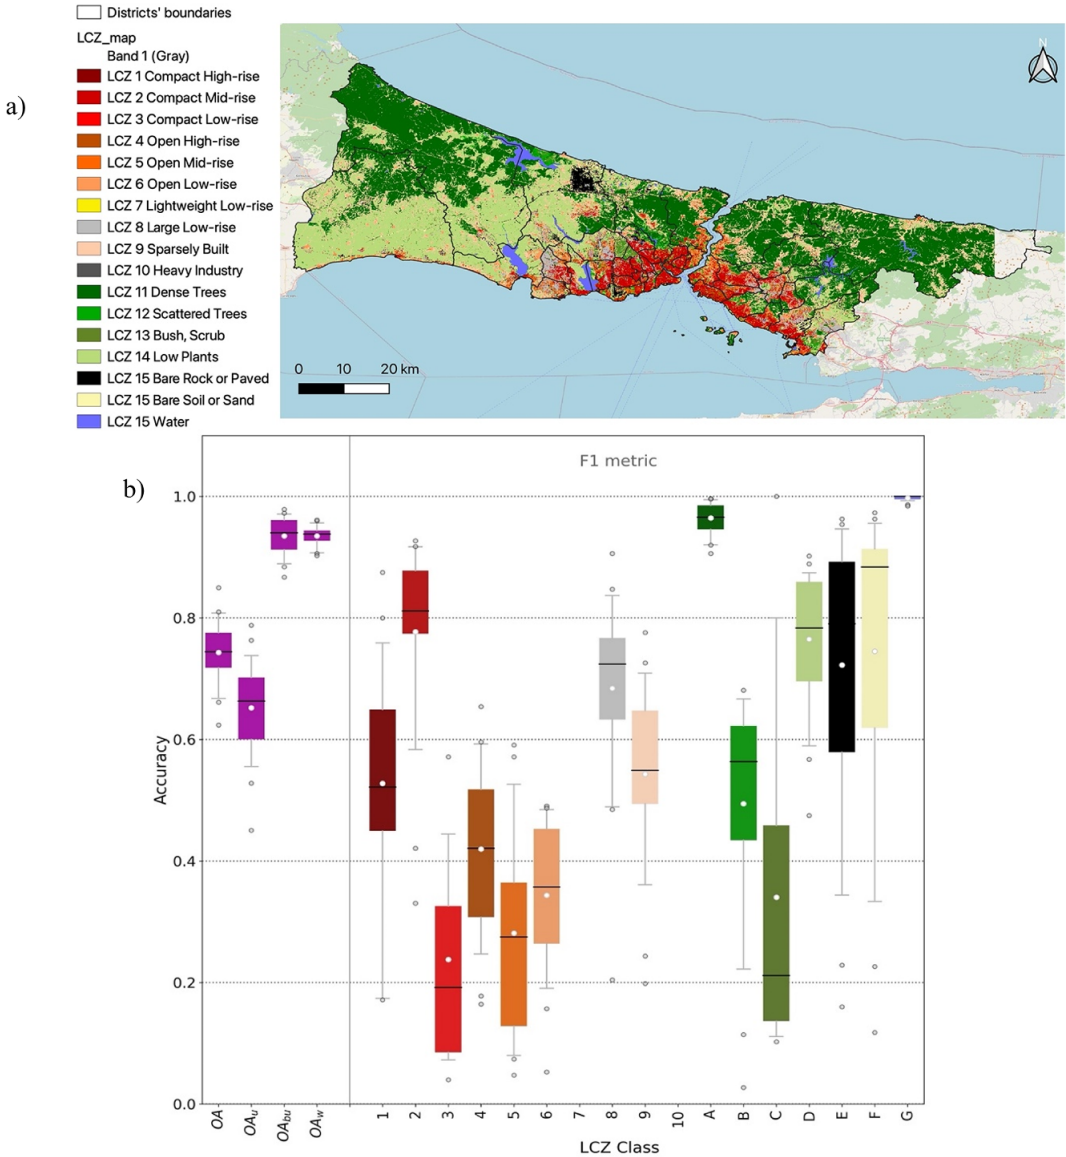 Districts' boundaries
LCZ_map
Band 1 (Gray)
LCZ 1 Compact High-rise
LCZ 2 Compact Mid-rise
LCZ 3 Compact Low-rise
LCZ 4 Open High-rise
LCZ 5 Open Mid-rise
LCZ 6 Open Low-rise
LCZ 7 Lightweight Low-rise
LCZ 8 Large Low-rise
LCZ 9 Sparsely Built
LCZ 10 Heavy Industry
LCZ 11 Dense Trees
LCZ 12 Scattered Trees
LCZ 13 Bush, Scrub
LCZ 14 Low Plants
LCZ 15 Bare Rock or Paved
LCZ 15 Bare Soil or Sand
LCZ 15 Water
a)
N
0 10 20 km
b)
F1 metric
1.0
0.8
0.6
0.4
0.2
0.0
Accuracy
OA OAu OAbu OAw 1 2 3 4 5 6 7 8 9 10 A B C D E F G
LCZ Class